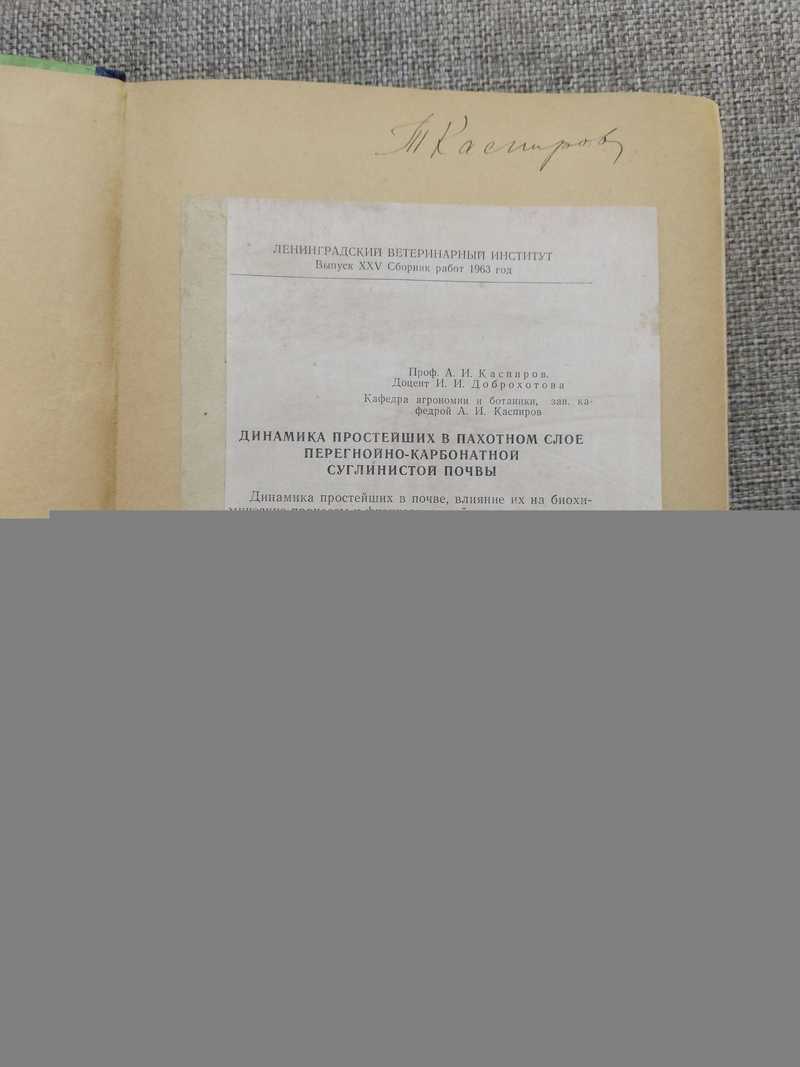 Т Каспиров
ЛЕНИНГРАДСКИЙ ВЕТЕРИНАРНЫЙ ИНСТИТУТ
Выпуск XXV Сборник работ 1963 год
Проф. А. И. Каспиров.
Доцент И. И. Доброхотова
Кафедра агрономии и ботаники, зав. ка-
федрой А. И. Каспиров
ДИНАМИКА ПРОСТЕЙШИХ В ПАХОТНОМ СЛОЕ
ПЕРЕГНОЙНО-КАРБОНАТНОЙ
СУГЛИНИСТОЙ ПОЧВЫ
Динамика простейших в почве, влияние их на биохи-